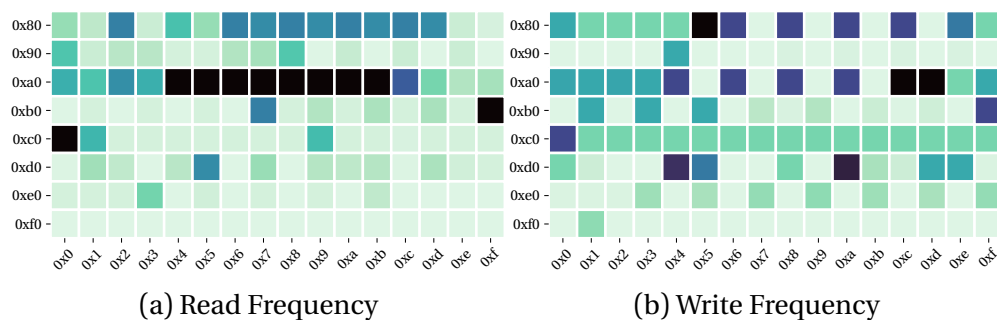 0x80
0x90
0xa0
0xb0
0xc0
0xd0
0xe0
0xf0
0x0 0x1 0x2 0x3 0x4 0x5 0x6 0x7 0x8 0x9 0xa 0xb 0xc 0xd 0xe 0xf
(a) Read Frequency
0x80
0x90
0xa0
0xb0
0xc0
0xd0
0xe0
0xf0
0x0 0x1 0x2 0x3 0x4 0x5 0x6 0x7 0x8 0x9 0xa 0xb 0xc 0xd 0xe 0xf
(b) Write Frequency